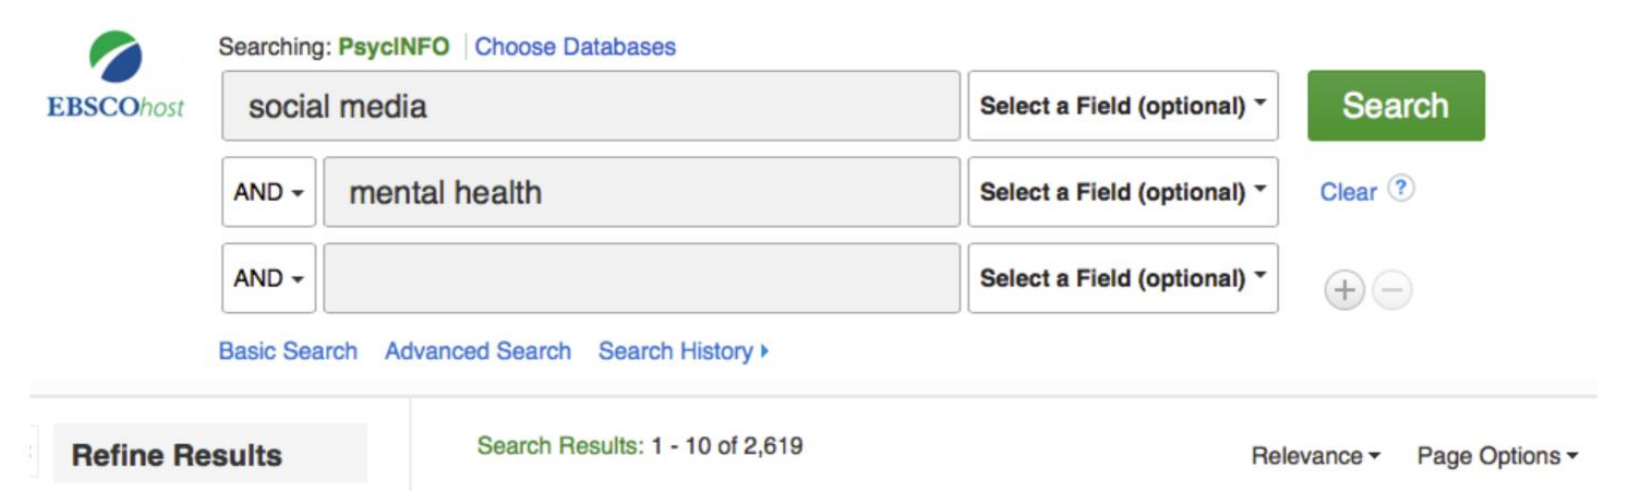 Searching: PsycINFO Choose Databases
EBSCOhost
social media Select a Field (optional) Search
AND mental health Select a Field (optional) Clear ?
AND Select a Field (optional) + −
Basic Search Advanced Search Search History
Refine Results Search Results: 1 - 10 of 2,619 Relevance Page Options